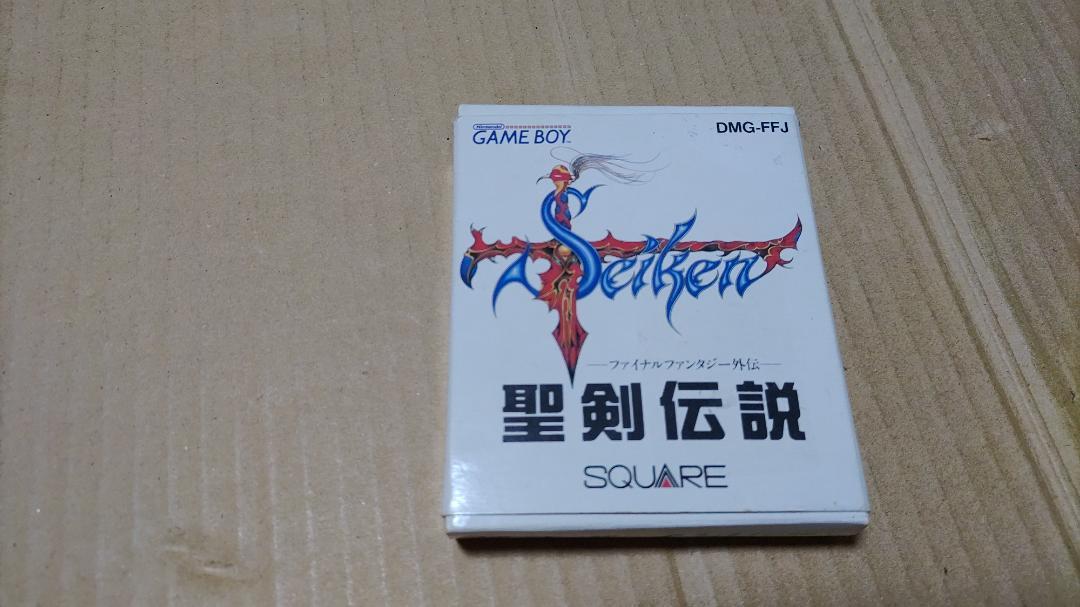 Nintendo
GAME BOY™
DMG-FFJ
Seiken
—ファイナルファンタジー外伝—
聖剣伝説
SQUARE